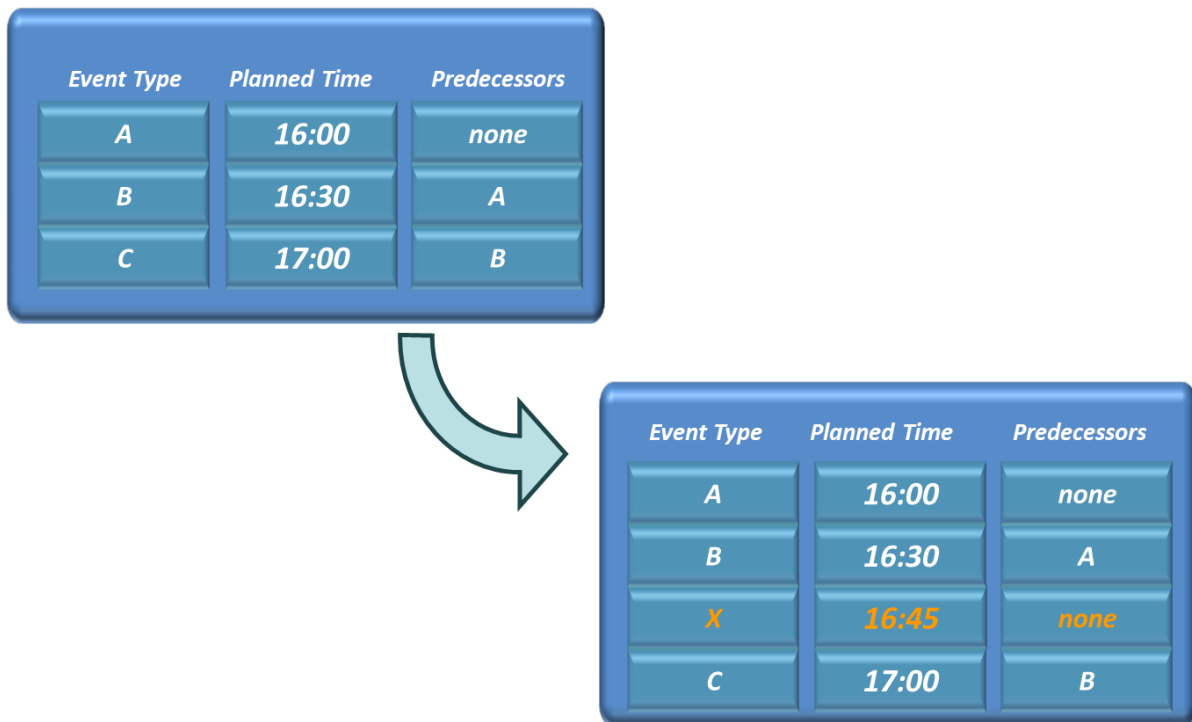 Event Type Planned Time Predecessors
A 16:00 none
B 16:30 A
C 17:00 B
Event Type Planned Time Predecessors
A 16:00 none
B 16:30 A
X 16:45 none
C 17:00 B